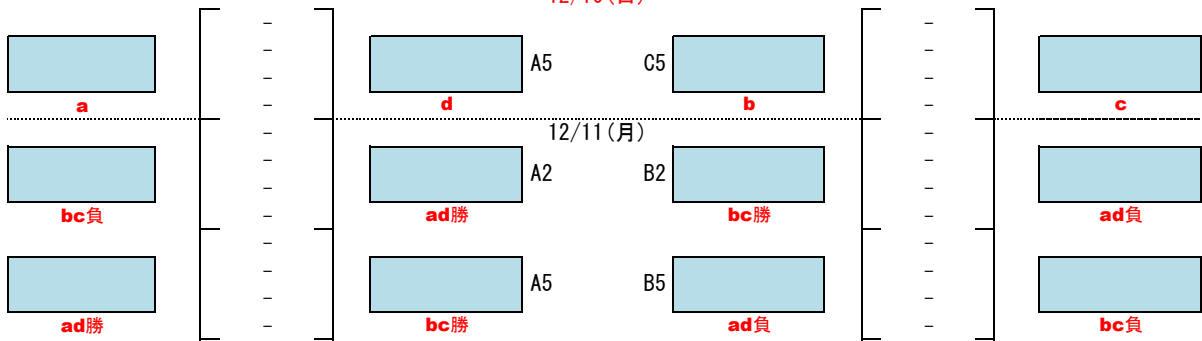 -　-
-　A5　C5　-
-　-
a　-　d　b　-　c
12/11(月)
-　-
-　A2　B2　-
-　-
bc負　-　ad勝　bc勝　-　ad負
-　-
-　A5　B5　-
-　-
ad勝　-　bc勝　ad負　-　bc負